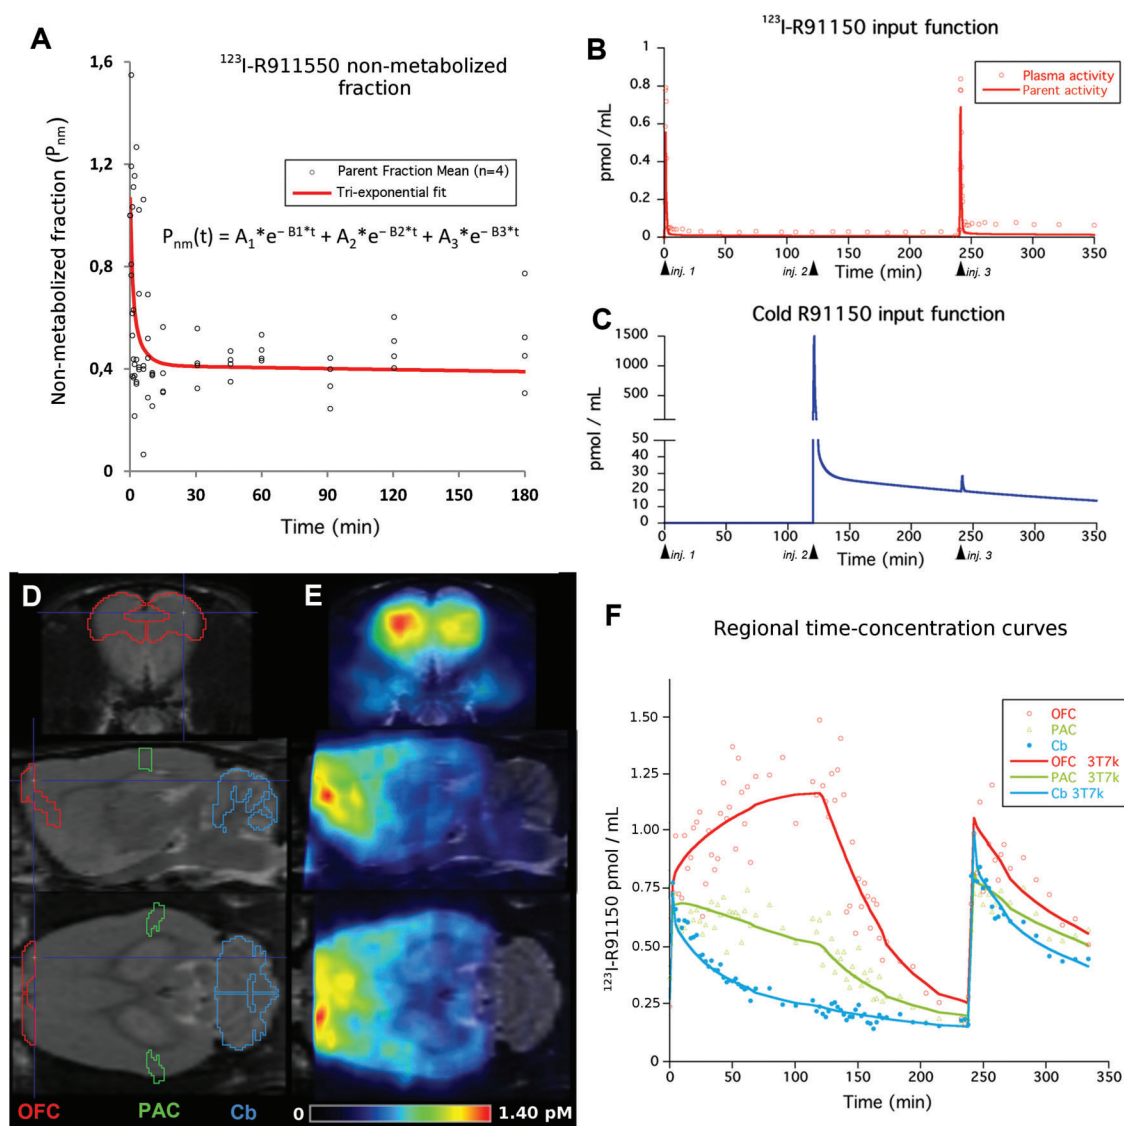 A
¹²³I-R911550 non-metabolized
fraction
Non-metabolized fraction (Pnm)
1,6
1,2
0,8
0,4
0
Parent Fraction Mean (n=4)
Tri-exponential fit
Pnm(t) = A₁*e^-B1*t + A₂*e^-B2*t + A₃*e^-B3*t
0 30 60 90 120 150 180
Time (min)
B
¹²³I-R91150 input function
pmol /mL
1
0.8
0.6
0.4
0.2
0
Plasma activity
Parent activity
0 50 100 150 200 250 300 350
Time (min)
inj. 1
inj. 2
inj. 3
C
Cold R91150 input function
pmol / mL
1500
1000
500
50
40
30
20
10
0
0 50 100 150 200 250 300 350
Time (min)
inj. 1
inj. 2
inj. 3
D
OFC
PAC
Cb
E
0
1.40 pM
F
Regional time-concentration curves
¹²³I-R91150 pmol / mL
1.50
1.25
1.00
0.75
0.50
0.25
0
OFC
PAC
Cb
OFC 3T7k
PAC 3T7k
Cb 3T7k
0 50 100 150 200 250 300 350
Time (min)